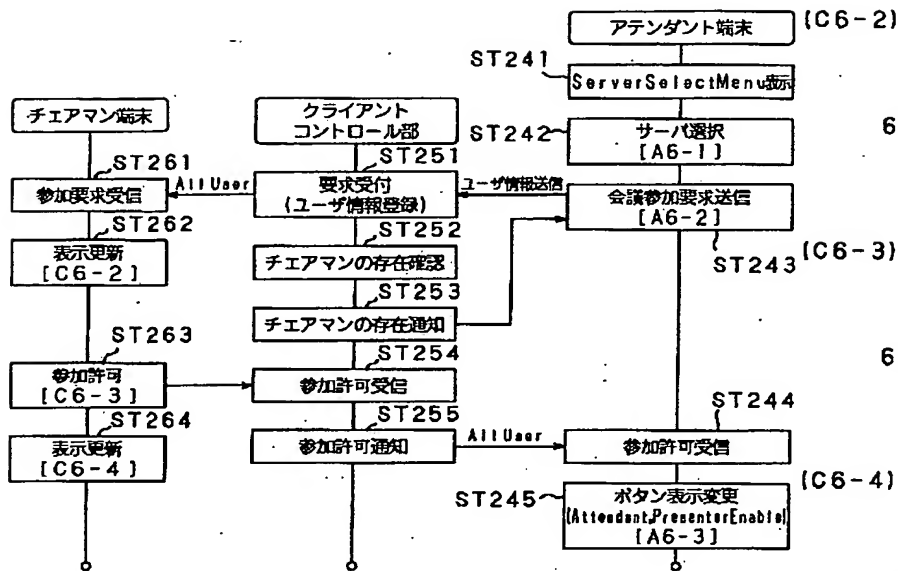 アテンダント端末
(C6-2)
ST241
ServerSelectMenu表示
チェアマン端末
クライアント
コントロール部
ST242
サーバ選択
[A6-1]
6
ST261
参加要求受信
AllUser
ST251
要求受付
(ユーザ情報登録)
ユーザ情報送信
会議参加要求送信
[A6-2]
ST243
(C6-3)
ST262
表示更新
[C6-2]
ST252
チェアマンの存在確認
ST253
チェアマンの存在通知
ST263
参加許可
[C6-3]
ST254
参加許可受信
6
ST264
表示更新
[C6-4]
ST255
参加許可通知
AllUser
ST244
参加許可受信
(C6-4)
ST245
ボタン表示変更
(Attendant,PresenterEnable)
[A6-3]